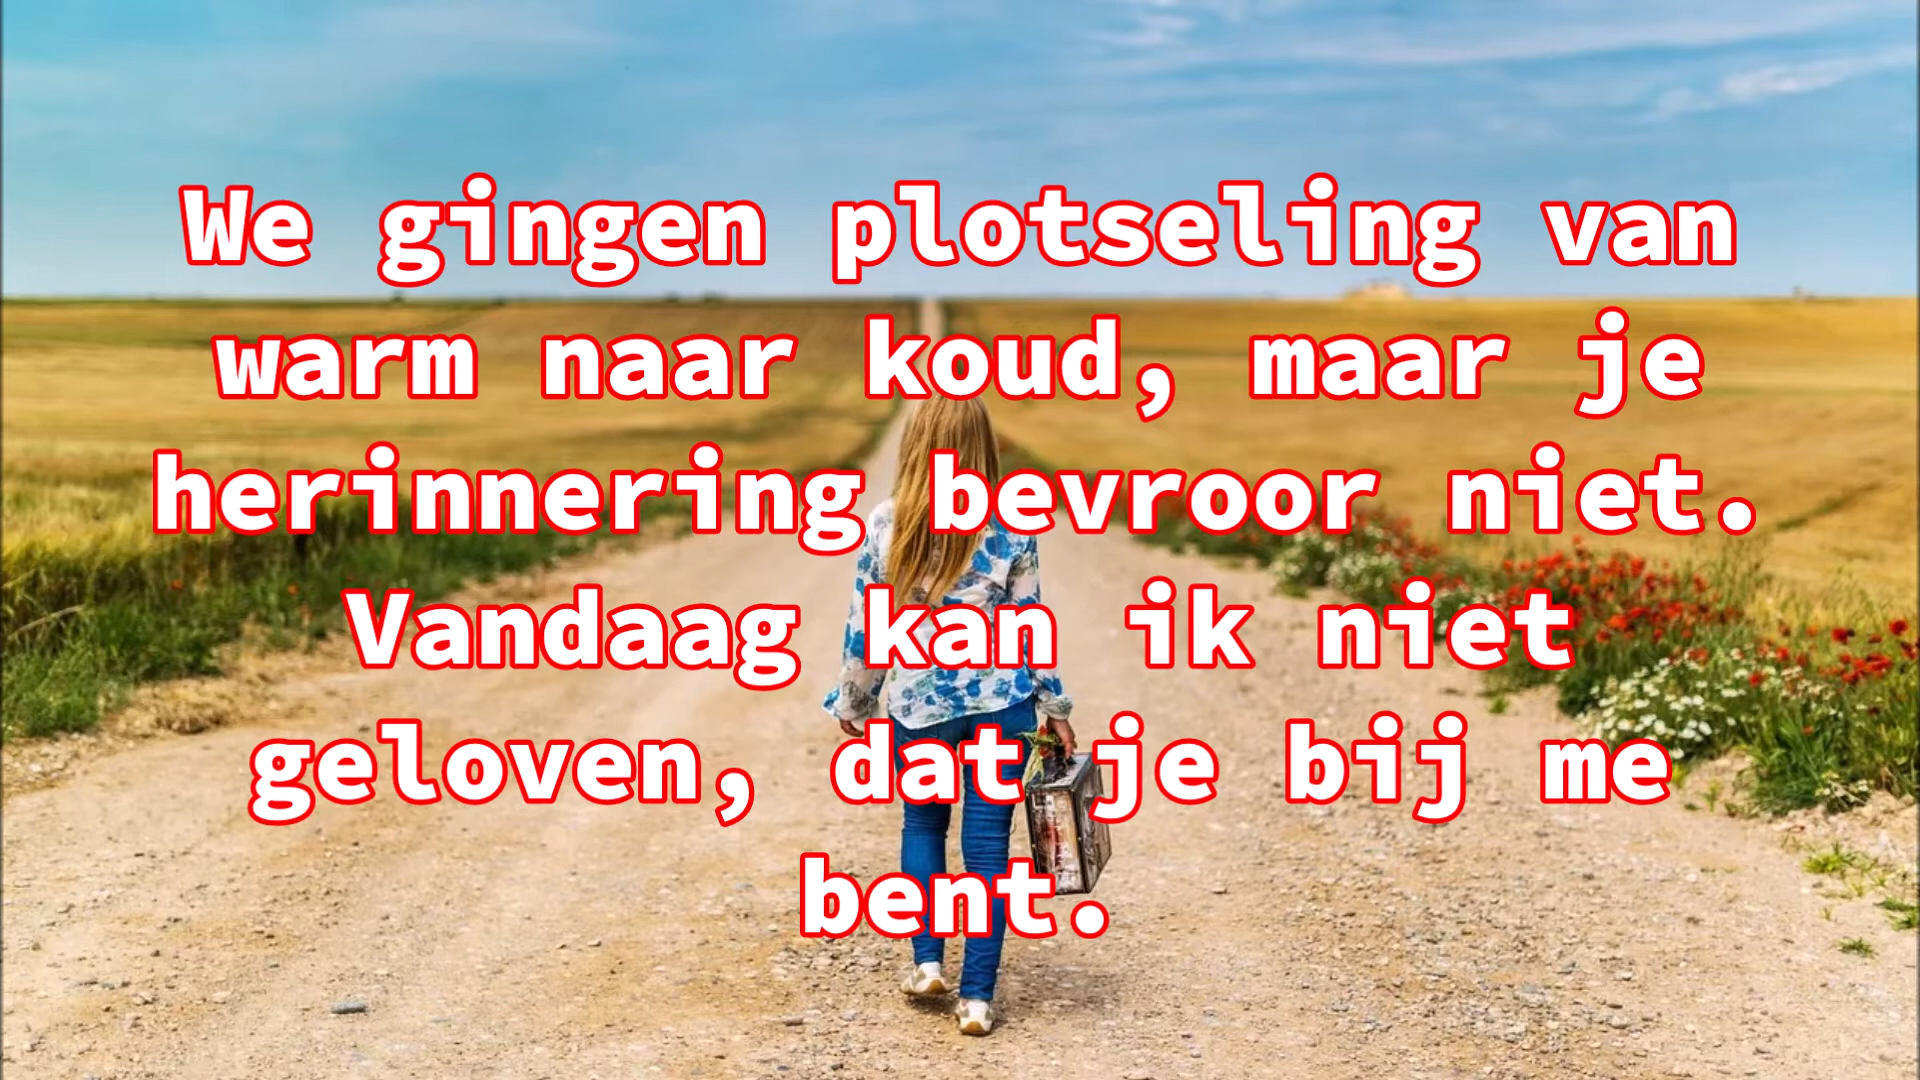 We gingen plotseling van
warm naar koud, maar je
herinnering bevroor niet.
Vandaag kan ik niet
geloven, dat je bij me
bent.